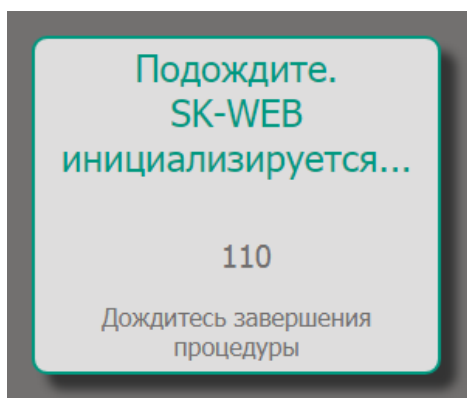 Подождите.
SK-WEB
инициализируется...
110
Дождитесь завершения
процедуры